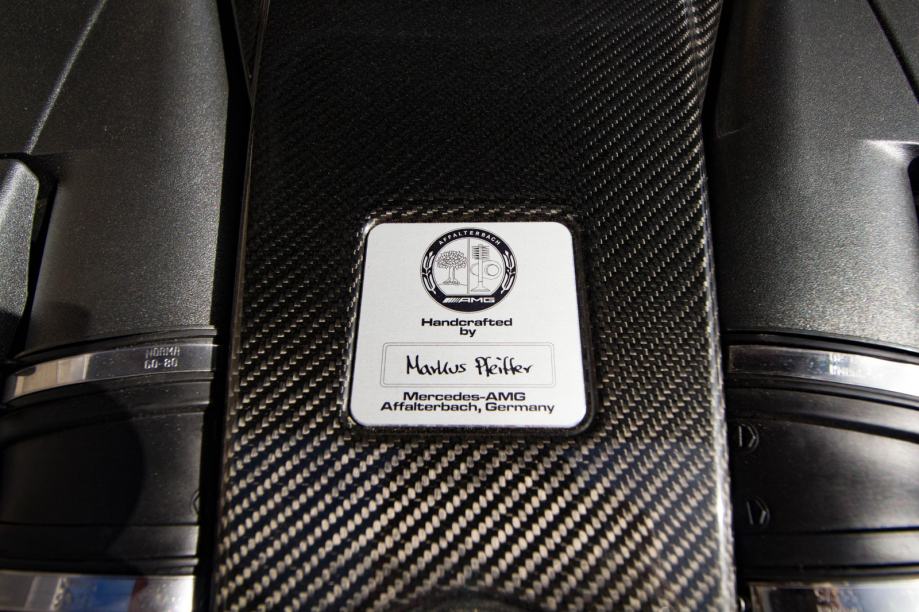 AFFALTERBACH
AMG
Handcrafted
by
Markus Pfeiffer
Mercedes-AMG
Affalterbach, Germany
NORMA
60-80